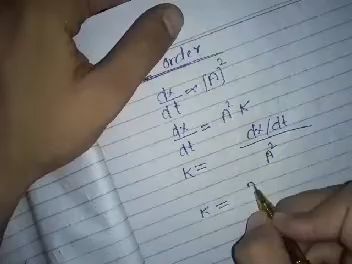 order
dx/dt ∝ [A]²
dx/dt = A² K
K = dx/dt / A²
K =